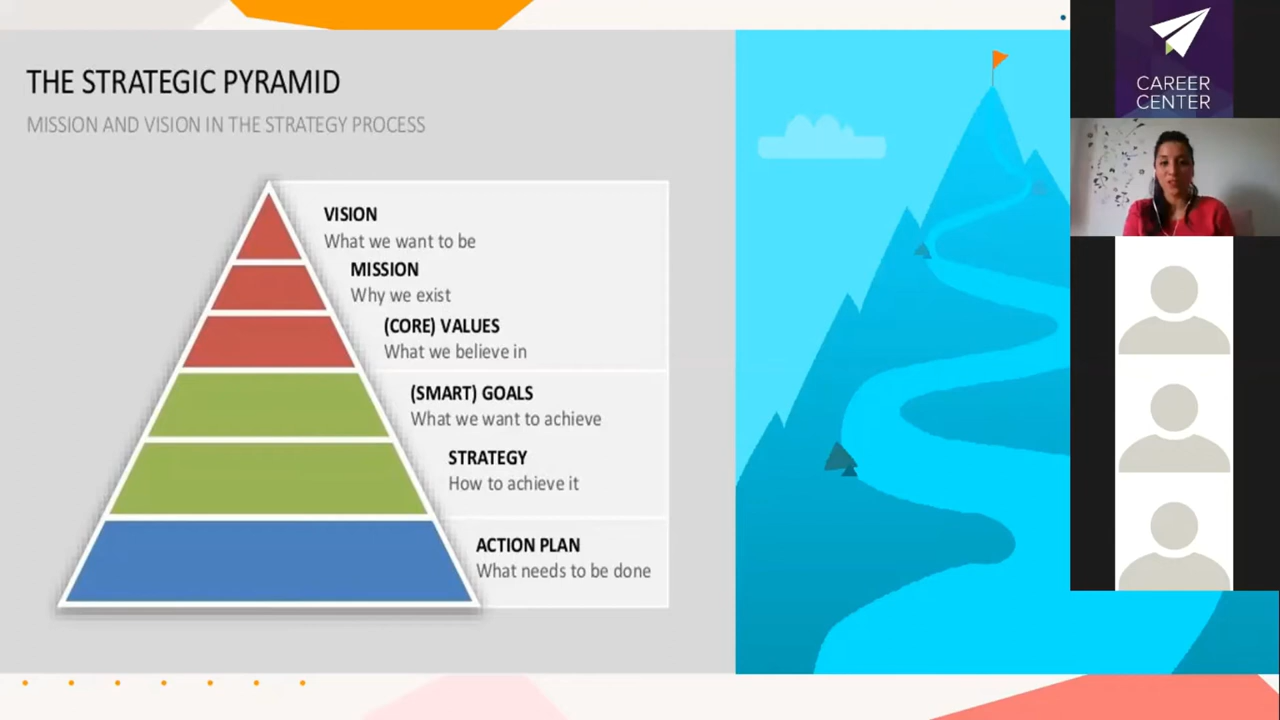 THE STRATEGIC PYRAMID
MISSION AND VISION IN THE STRATEGY PROCESS
VISION
What we want to be
MISSION
Why we exist
(CORE) VALUES
What we believe in
(SMART) GOALS
What we want to achieve
STRATEGY
How to achieve it
ACTION PLAN
What needs to be done
CAREER
CENTER